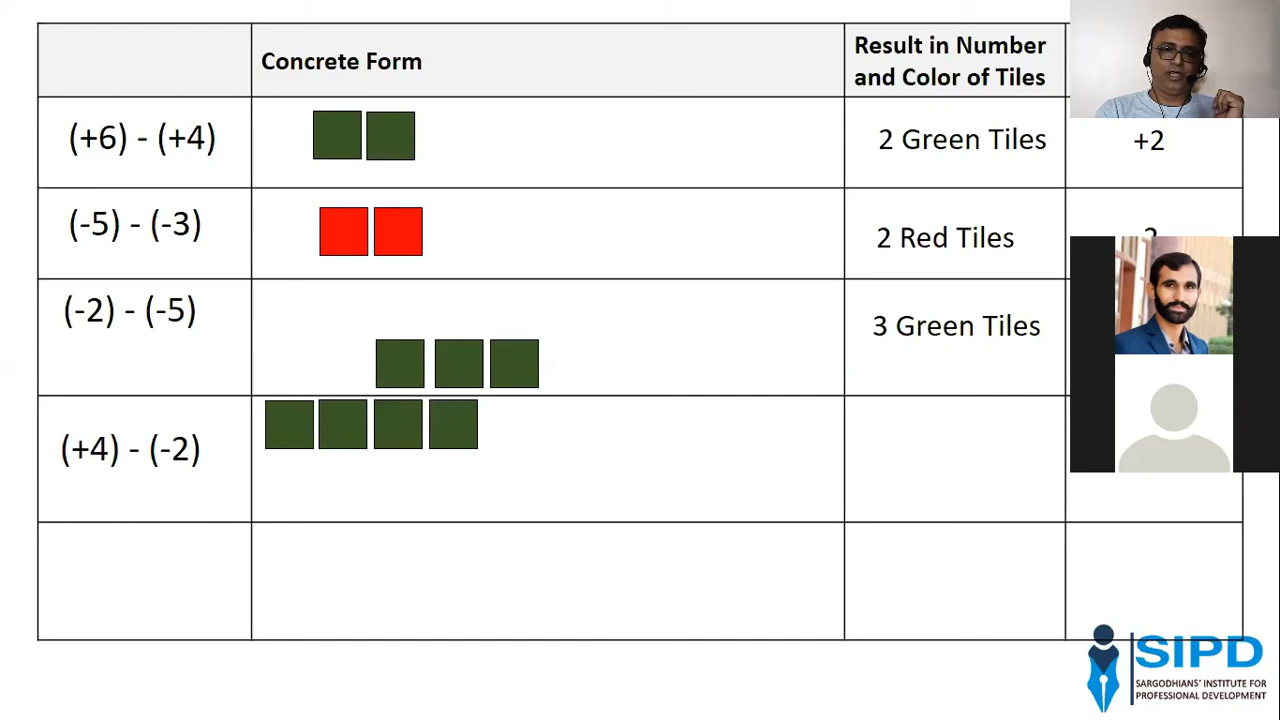 Concrete Form
Result in Number
and Color of Tiles
(+6) - (+4)
2 Green Tiles
+2
(-5) - (-3)
2 Red Tiles
(-2) - (-5)
3 Green Tiles
(+4) - (-2)
SIPD
SARGODHIANS' INSTITUTE FOR
PROFESSIONAL DEVELOPMENT